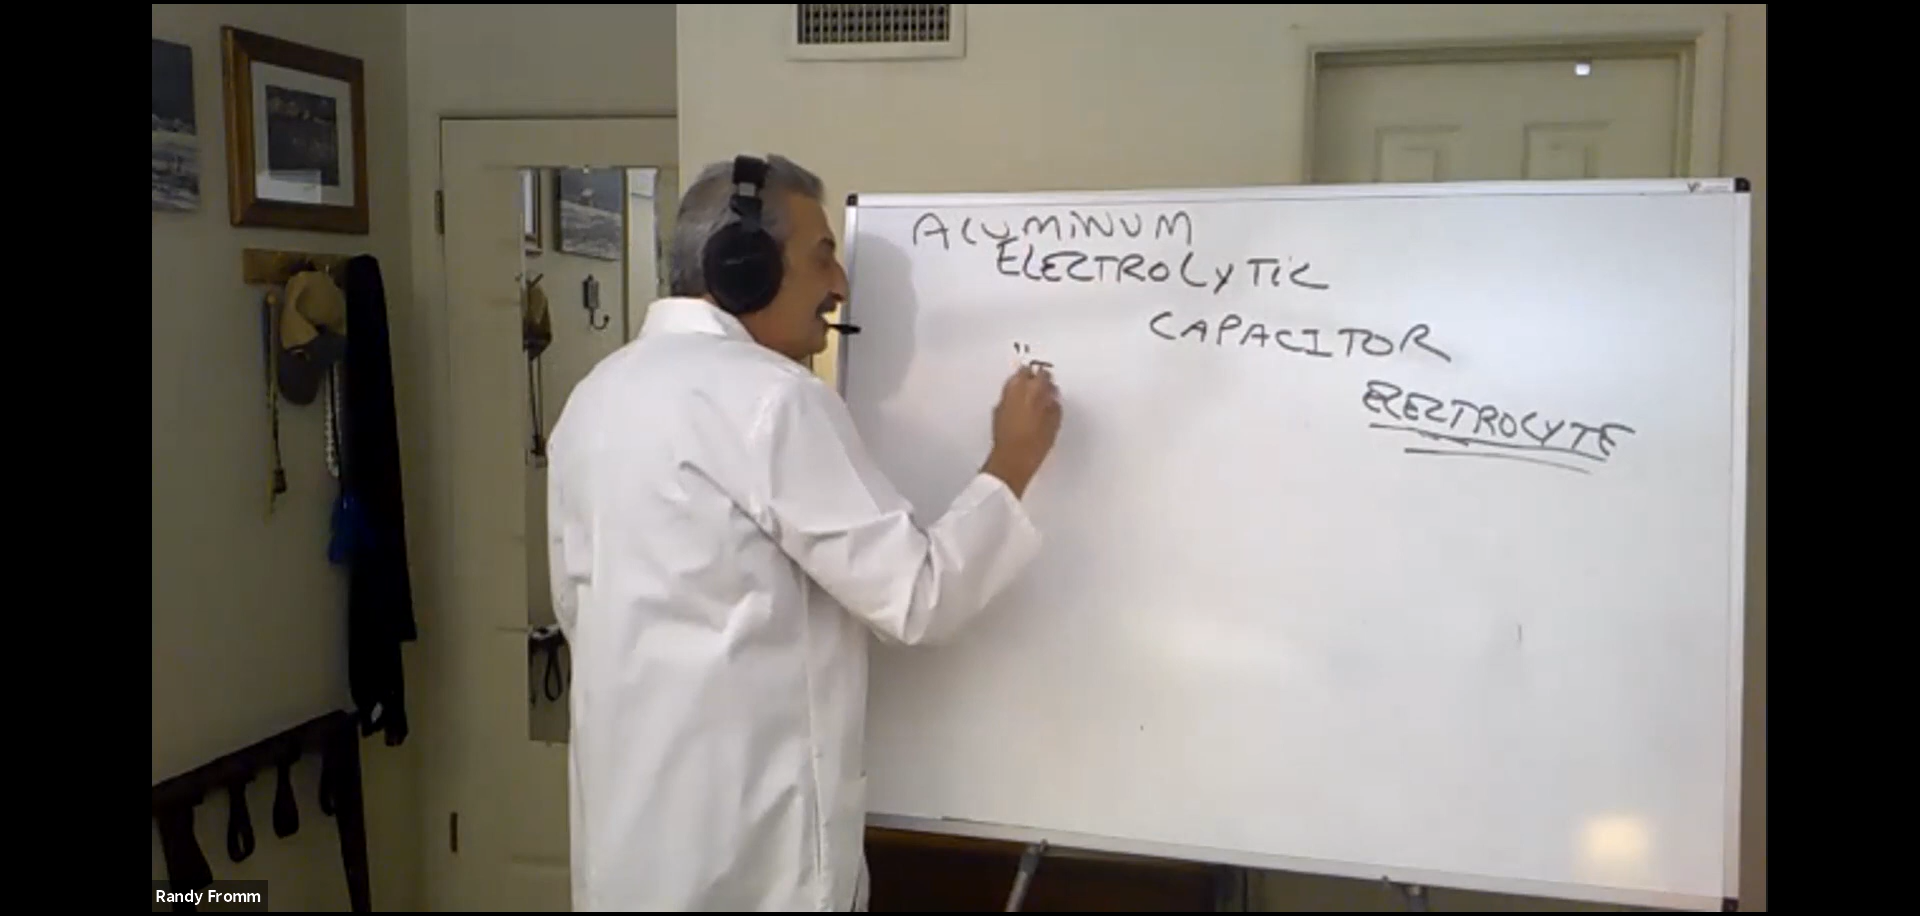 ALUMINUM
ELECTROLYTIC
CAPACITOR
ELECTROLYTE
"T
Randy Fromm